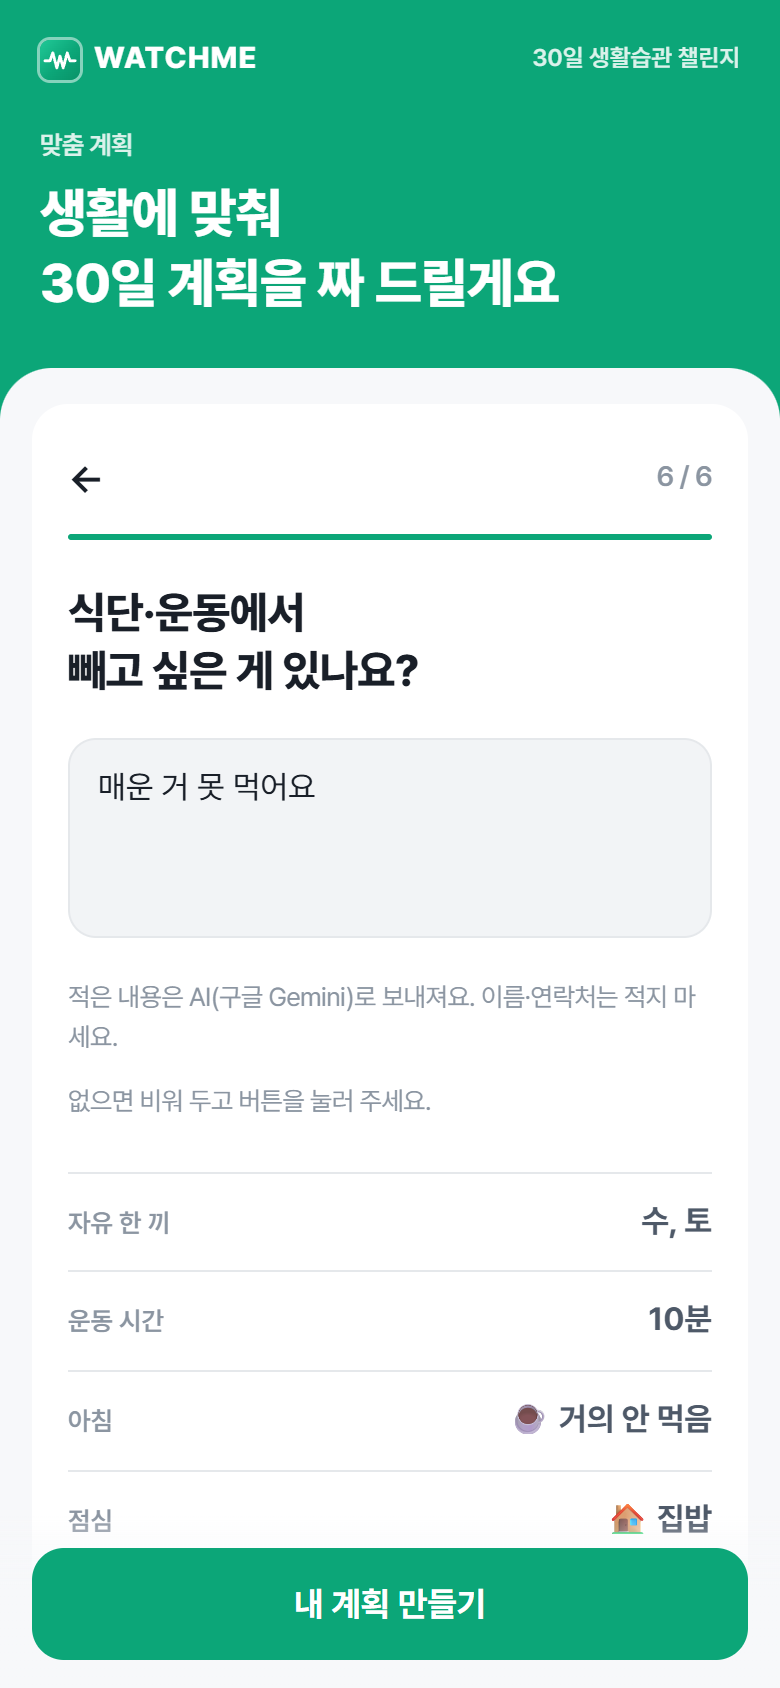 WATCHME
30일 생활습관 챌린지
맞춤 계획
생활에 맞춰
30일 계획을 짜 드릴게요
6 / 6
식단·운동에서
빼고 싶은 게 있나요?
매운 거 못 먹어요
적은 내용은 AI(구글 Gemini)로 보내져요. 이름·연락처는 적지 마
세요.
없으면 비워 두고 버튼을 눌러 주세요.
자유 한 끼
수, 토
운동 시간
10분
아침
거의 안 먹음
점심
집밥
내 계획 만들기